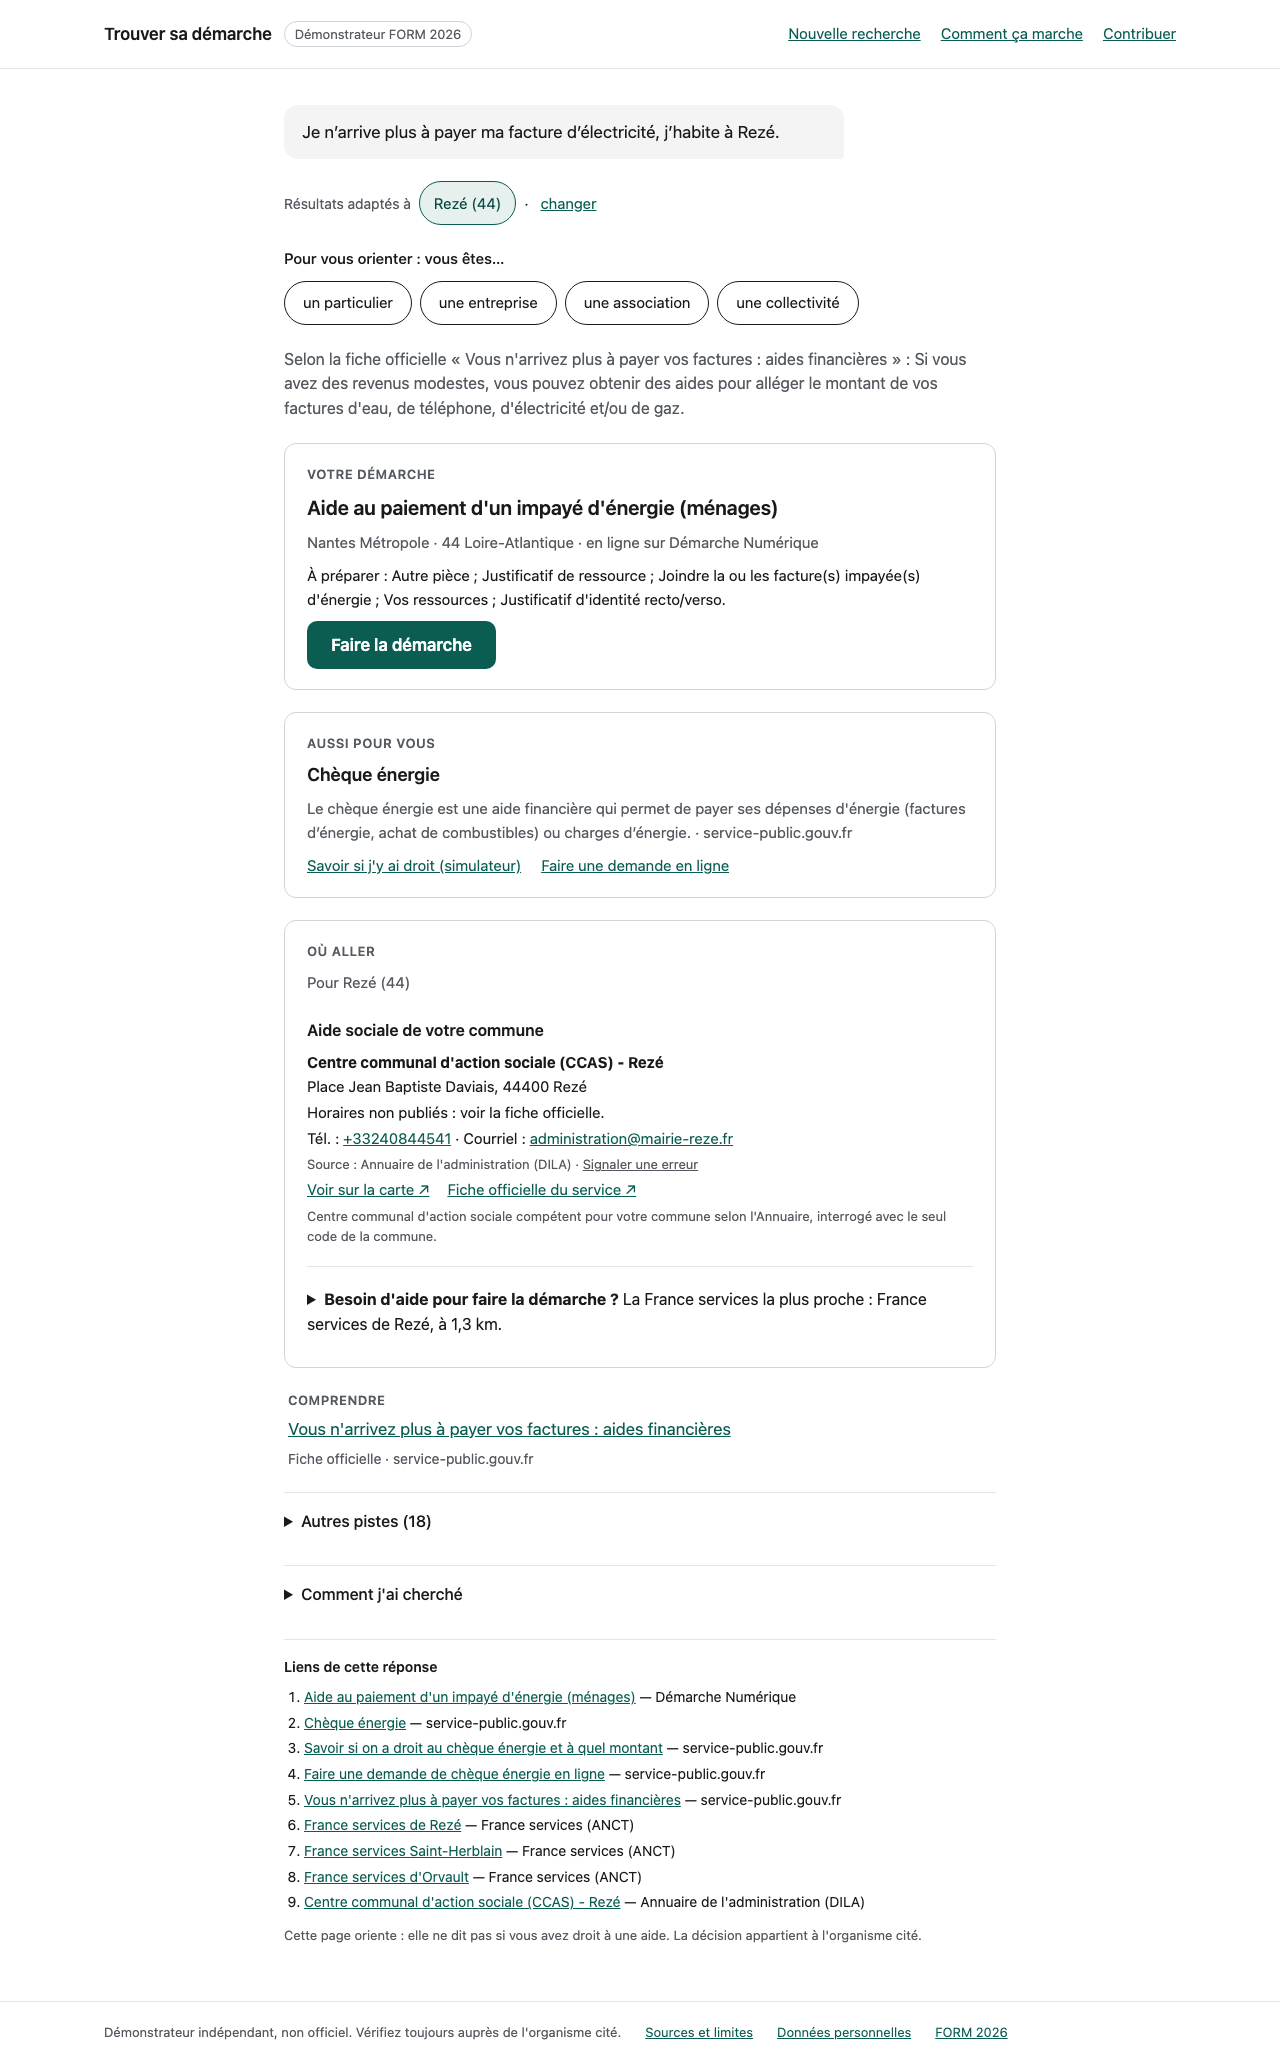 Trouver sa démarche
Démonstrateur FORM 2026
Nouvelle recherche
Comment ça marche
Contribuer
Je n’arrive plus à payer ma facture d’électricité, j’habite à Rezé.
Résultats adaptés à Rezé (44) · changer
Pour vous orienter : vous êtes...
un particulier
une entreprise
une association
une collectivité
Selon la fiche officielle « Vous n'arrivez plus à payer vos factures : aides financières » : Si vous
avez des revenus modestes, vous pouvez obtenir des aides pour alléger le montant de vos
factures d'eau, de téléphone, d'électricité et/ou de gaz.
VOTRE DÉMARCHE
Aide au paiement d'un impayé d'énergie (ménages)
Nantes Métropole · 44 Loire-Atlantique · en ligne sur Démarche Numérique
À préparer : Autre pièce ; Justificatif de ressource ; Joindre la ou les facture(s) impayée(s)
d'énergie ; Vos ressources ; Justificatif d'identité recto/verso.
Faire la démarche
AUSSI POUR VOUS
Chèque énergie
Le chèque énergie est une aide financière qui permet de payer ses dépenses d'énergie (factures
d’énergie, achat de combustibles) ou charges d’énergie. · service-public.gouv.fr
Savoir si j'y ai droit (simulateur)
Faire une demande en ligne
OÙ ALLER
Pour Rezé (44)
Aide sociale de votre commune
Centre communal d'action sociale (CCAS) - Rezé
Place Jean Baptiste Daviais, 44400 Rezé
Horaires non publiés : voir la fiche officielle.
Tél. : +33240844541 · Courriel : administration@mairie-reze.fr
Source : Annuaire de l'administration (DILA) · Signaler une erreur
Voir sur la carte ↗ Fiche officielle du service ↗
Centre communal d'action sociale compétent pour votre commune selon l'Annuaire, interrogé avec le seul
code de la commune.
▶ Besoin d'aide pour faire la démarche ? La France services la plus proche : France
services de Rezé, à 1,3 km.
COMPRENDRE
Vous n'arrivez plus à payer vos factures : aides financières
Fiche officielle · service-public.gouv.fr
▶ Autres pistes (18)
▶ Comment j'ai cherché
Liens de cette réponse
1. Aide au paiement d'un impayé d'énergie (ménages) — Démarche Numérique
2. Chèque énergie — service-public.gouv.fr
3. Savoir si on a droit au chèque énergie et à quel montant — service-public.gouv.fr
4. Faire une demande de chèque énergie en ligne — service-public.gouv.fr
5. Vous n'arrivez plus à payer vos factures : aides financières — service-public.gouv.fr
6. France services de Rezé — France services (ANCT)
7. France services Saint-Herblain — France services (ANCT)
8. France services d'Orvault — France services (ANCT)
9. Centre communal d'action sociale (CCAS) - Rezé — Annuaire de l'administration (DILA)
Cette page oriente : elle ne dit pas si vous avez droit à une aide. La décision appartient à l'organisme cité.
Démonstrateur indépendant, non officiel. Vérifiez toujours auprès de l'organisme cité.
Sources et limites
Données personnelles
FORM 2026